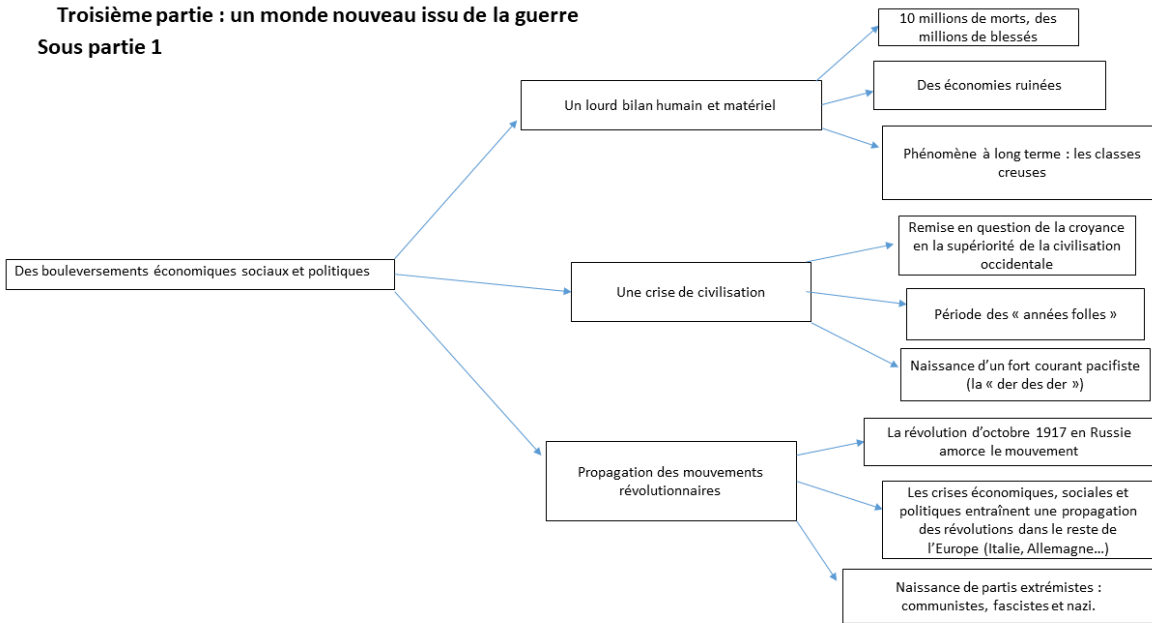 Troisième partie : un monde nouveau issu de la guerre
Sous partie 1
Des bouleversements économiques sociaux et politiques
Un lourd bilan humain et matériel
10 millions de morts, des
millions de blessés
Des économies ruinées
Phénomène à long terme : les classes
creuses
Une crise de civilisation
Remise en question de la croyance
en la supériorité de la civilisation
occidentale
Période des « années folles »
Naissance d'un fort courant pacifiste
(la « der des der »)
Propagation des mouvements
révolutionnaires
La révolution d'octobre 1917 en Russie
amorce le mouvement
Les crises économiques, sociales et
politiques entraînent une propagation
des révolutions dans le reste de
l'Europe (Italie, Allemagne…)
Naissance de partis extrémistes :
communistes, fascistes et nazi.